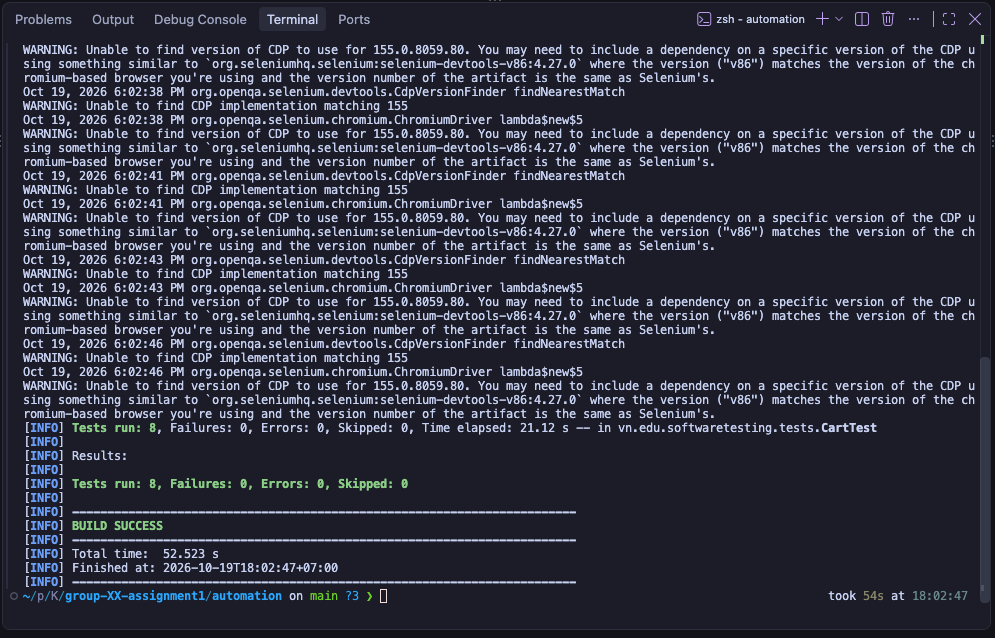 Problems Output Debug Console Terminal Ports zsh - automation
WARNING: Unable to find version of CDP to use for 155.0.8059.80. You may need to include a dependency on a specific version of the CDP u
sing something similar to `org.seleniumhq.selenium:selenium-devtools-v86:4.27.0` where the version ("v86") matches the version of the ch
romium-based browser you're using and the version number of the artifact is the same as Selenium's.
Oct 19, 2026 6:02:38 PM org.openqa.selenium.devtools.CdpVersionFinder findNearestMatch
WARNING: Unable to find CDP implementation matching 155
Oct 19, 2026 6:02:38 PM org.openqa.selenium.chromium.ChromiumDriver lambda$new$5
WARNING: Unable to find version of CDP to use for 155.0.8059.80. You may need to include a dependency on a specific version of the CDP u
sing something similar to `org.seleniumhq.selenium:selenium-devtools-v86:4.27.0` where the version ("v86") matches the version of the ch
romium-based browser you're using and the version number of the artifact is the same as Selenium's.
Oct 19, 2026 6:02:41 PM org.openqa.selenium.devtools.CdpVersionFinder findNearestMatch
WARNING: Unable to find CDP implementation matching 155
Oct 19, 2026 6:02:41 PM org.openqa.selenium.chromium.ChromiumDriver lambda$new$5
WARNING: Unable to find version of CDP to use for 155.0.8059.80. You may need to include a dependency on a specific version of the CDP u
sing something similar to `org.seleniumhq.selenium:selenium-devtools-v86:4.27.0` where the version ("v86") matches the version of the ch
romium-based browser you're using and the version number of the artifact is the same as Selenium's.
Oct 19, 2026 6:02:43 PM org.openqa.selenium.devtools.CdpVersionFinder findNearestMatch
WARNING: Unable to find CDP implementation matching 155
Oct 19, 2026 6:02:43 PM org.openqa.selenium.chromium.ChromiumDriver lambda$new$5
WARNING: Unable to find version of CDP to use for 155.0.8059.80. You may need to include a dependency on a specific version of the CDP u
sing something similar to `org.seleniumhq.selenium:selenium-devtools-v86:4.27.0` where the version ("v86") matches the version of the ch
romium-based browser you're using and the version number of the artifact is the same as Selenium's.
Oct 19, 2026 6:02:46 PM org.openqa.selenium.devtools.CdpVersionFinder findNearestMatch
WARNING: Unable to find CDP implementation matching 155
Oct 19, 2026 6:02:46 PM org.openqa.selenium.chromium.ChromiumDriver lambda$new$5
WARNING: Unable to find version of CDP to use for 155.0.8059.80. You may need to include a dependency on a specific version of the CDP u
sing something similar to `org.seleniumhq.selenium:selenium-devtools-v86:4.27.0` where the version ("v86") matches the version of the ch
romium-based browser you're using and the version number of the artifact is the same as Selenium's.
[INFO] Tests run: 8, Failures: 0, Errors: 0, Skipped: 0, Time elapsed: 21.12 s -- in vn.edu.softwaretesting.tests.CartTest
[INFO]
[INFO] Results:
[INFO]
[INFO] Tests run: 8, Failures: 0, Errors: 0, Skipped: 0
[INFO]
[INFO] ------------------------------------------------------------------------
[INFO] BUILD SUCCESS
[INFO] ------------------------------------------------------------------------
[INFO] Total time:  52.523 s
[INFO] Finished at: 2026-10-19T18:02:47+07:00
[INFO] ------------------------------------------------------------------------
~/p/K/group-XX-assignment1/automation on main ?3 ❯ took 54s at 18:02:47